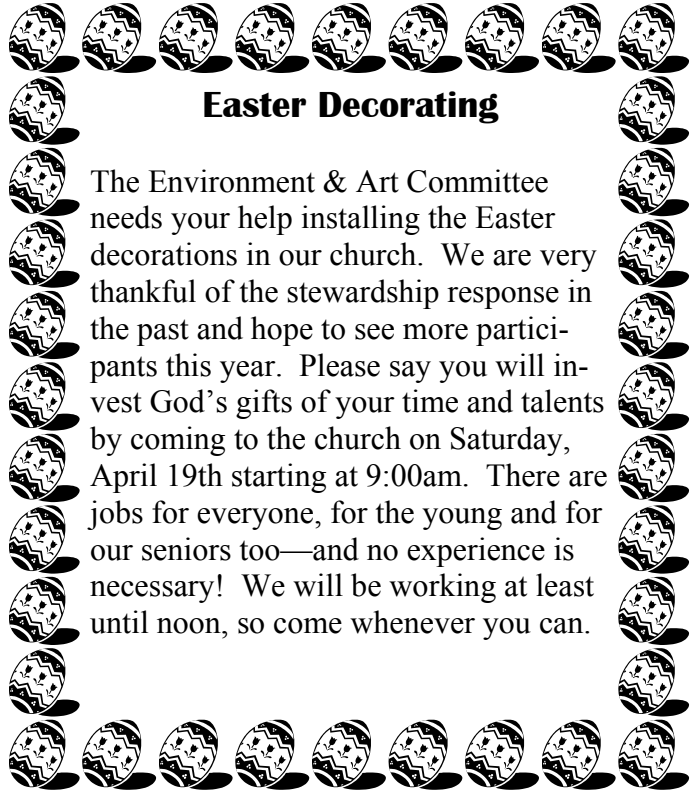 Easter Decorating
The Environment & Art Committee
needs your help installing the Easter
decorations in our church.  We are very
thankful of the stewardship response in
the past and hope to see more partici-
pants this year.  Please say you will in-
vest God’s gifts of your time and talents
by coming to the church on Saturday,
April 19th starting at 9:00am.  There are
jobs for everyone, for the young and for
our seniors too—and no experience is
necessary!  We will be working at least
until noon, so come whenever you can.